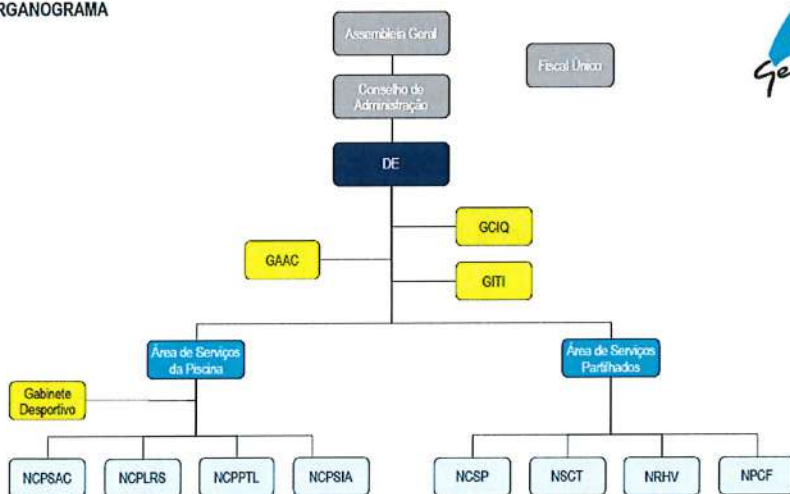 RGANOGRAMA
Assembleia Geral
Fiscal Único
Conselho de
Administração
DE
GCIQ
GAAC
GITI
Área de Serviços
da Piscina
Área de Serviços
Partilhados
Gabinete
Desportivo
NCPSAC
NCPLRS
NCPPTL
NCPSIA
NCSP
NSCT
NRHV
NPCF
Ge